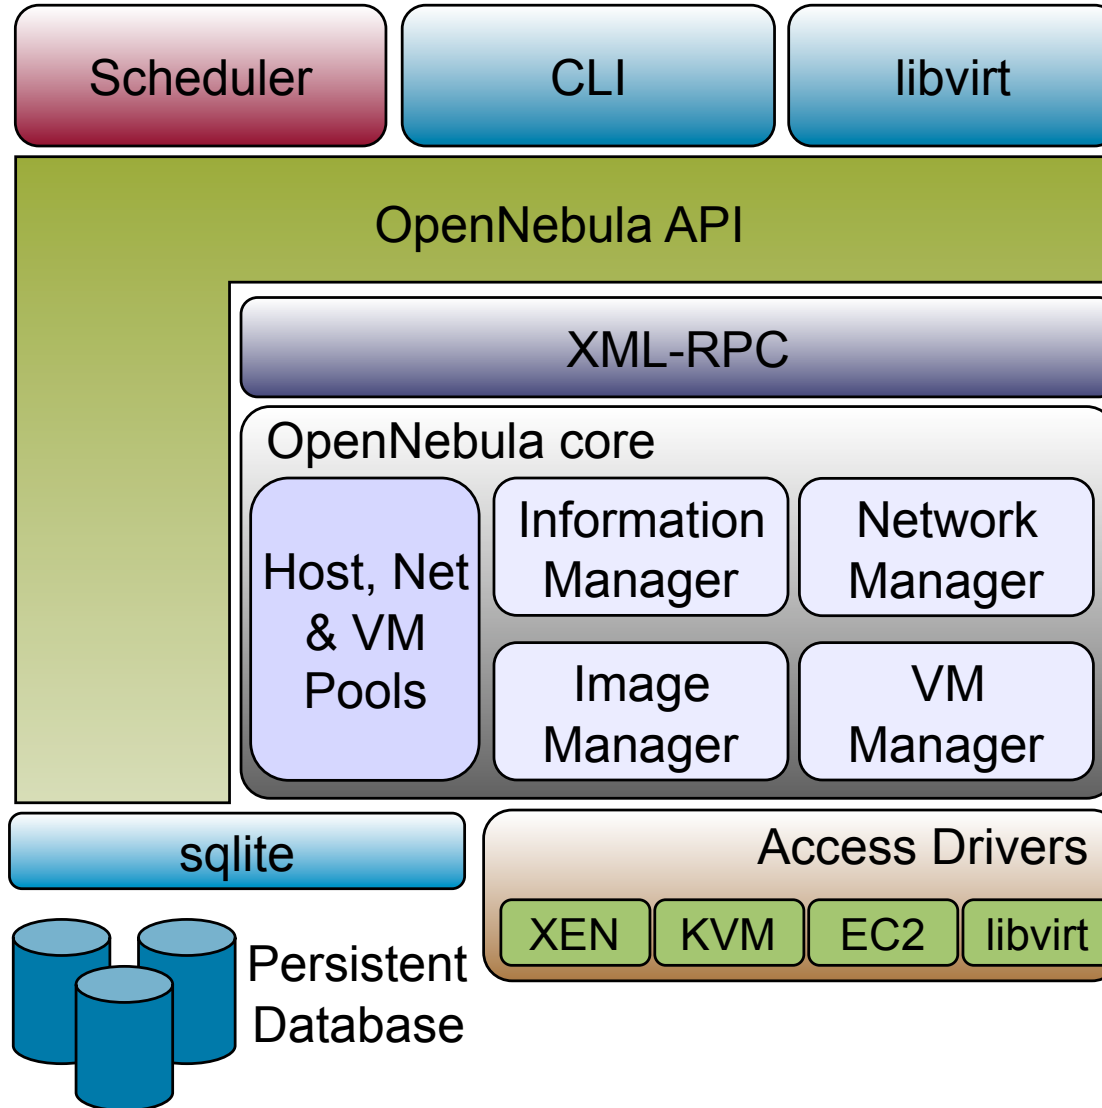 Scheduler
CLI
libvirt
OpenNebula API
XML-RPC
OpenNebula core
Host, Net
& VM
Pools
Information
Manager
Network
Manager
Image
Manager
VM
Manager
sqlite
Access Drivers
XEN
KVM
EC2
libvirt
Persistent
Database